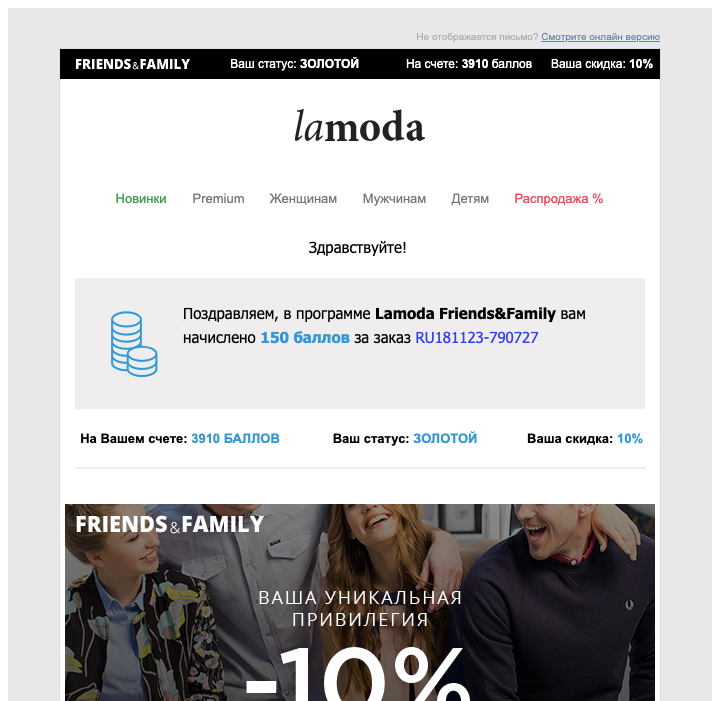 Не отображается письмо? Смотрите онлайн версию
FRIENDS&FAMILY Ваш статус: ЗОЛОТОЙ На счете: 3910 баллов Ваша скидка: 10%
lamoda
Новинки Premium Женщинам Мужчинам Детям Распродажа %
Здравствуйте!
Поздравляем, в программе Lamoda Friends&Family вам
начислено 150 баллов за заказ RU181123-790727
На Вашем счете: 3910 БАЛЛОВ Ваш статус: ЗОЛОТОЙ Ваша скидка: 10%
FRIENDS&FAMILY
ВАША УНИКАЛЬНАЯ
ПРИВИЛЕГИЯ
-10%